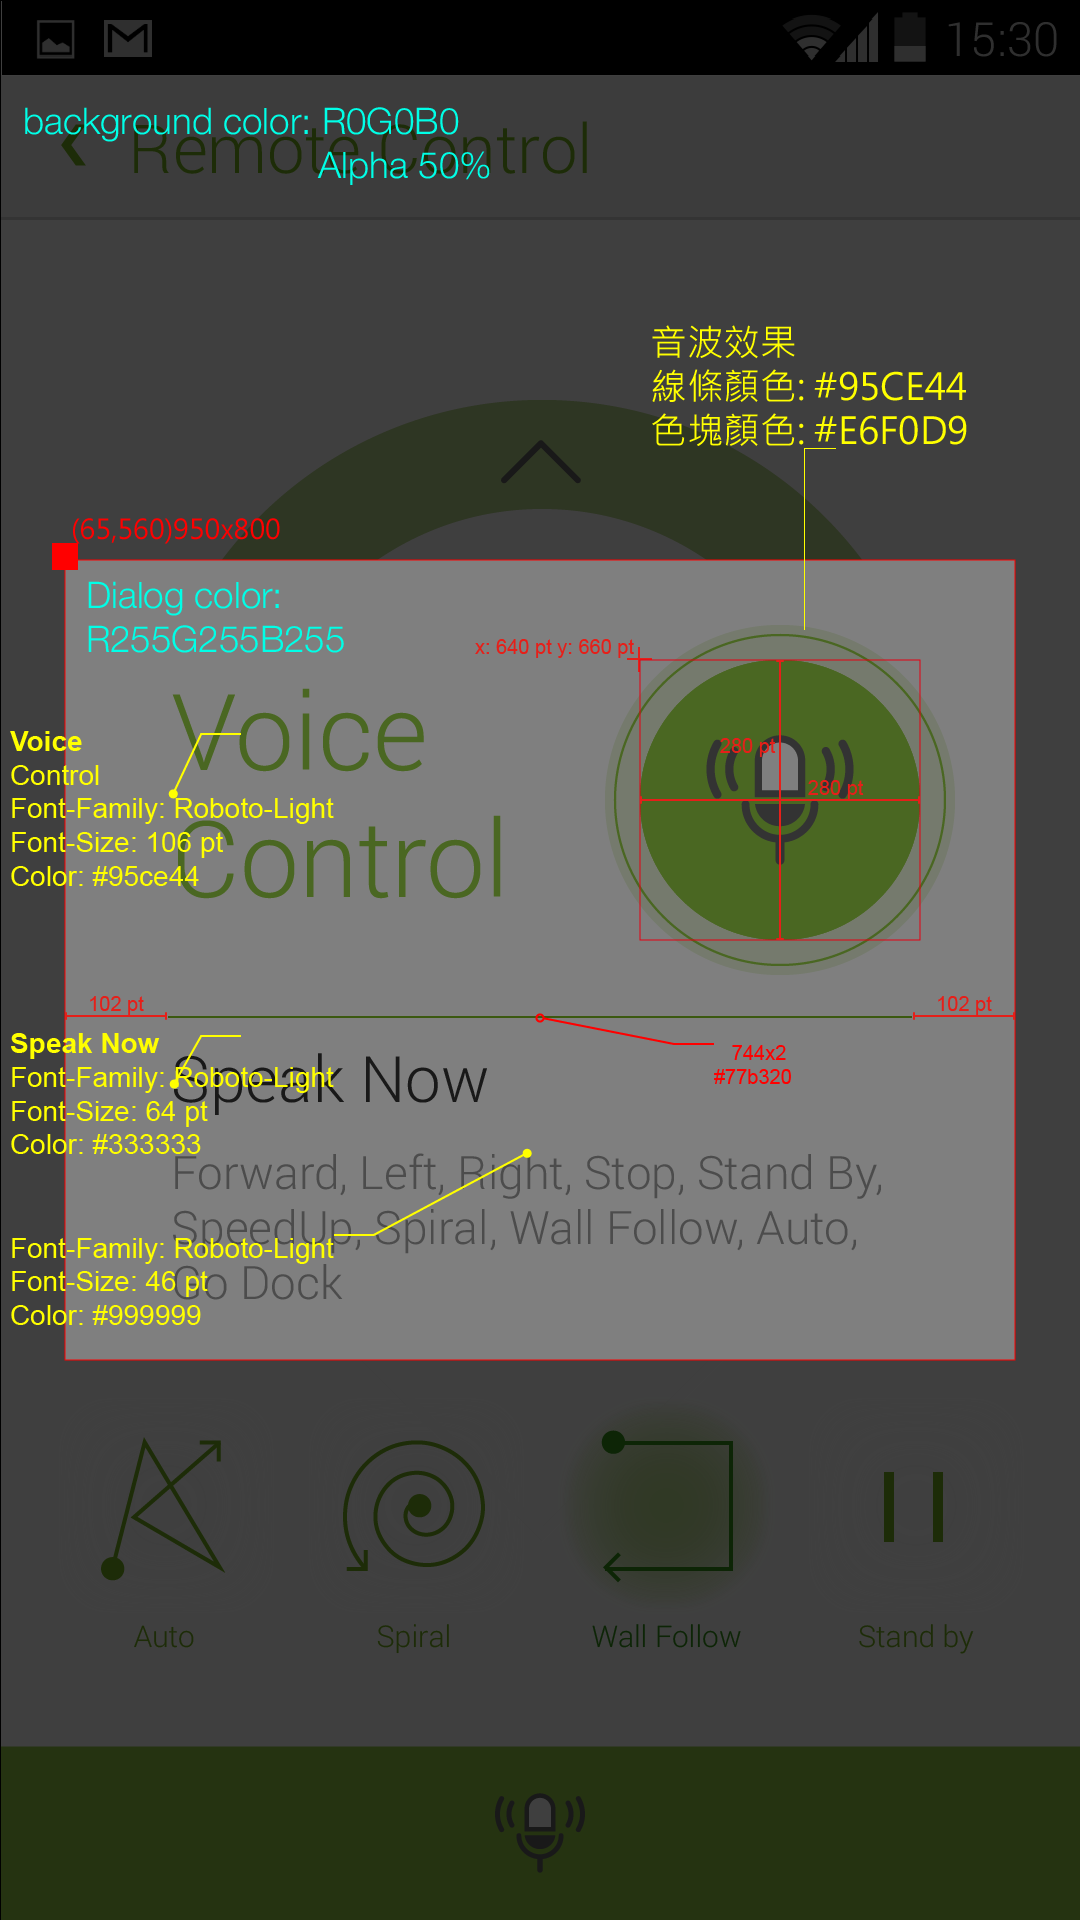 15:30
background color: R0G0B0
Alpha 50%
Remote Control
音波效果
線條顏色: #95CE44
色塊顏色: #E6F0D9
(65,560)950x800
Dialog color:
R255G255B255
x: 640 pt y: 660 pt
Voice
Control
280 pt
280 pt
Voice
Control
Font-Family: Roboto-Light
Font-Size: 106 pt
Color: #95ce44
102 pt
102 pt
744x2
#77b320
Speak Now
Speak Now
Font-Family: Roboto-Light
Font-Size: 64 pt
Color: #333333
Forward, Left, Right, Stop, Stand By,
SpeedUp, Spiral, Wall Follow, Auto,
Go Dock
Font-Family: Roboto-Light
Font-Size: 46 pt
Color: #999999
Auto
Spiral
Wall Follow
Stand by